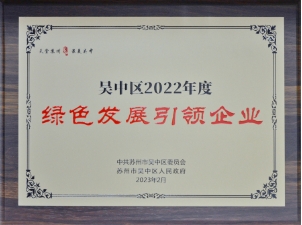 吴中区2022年度
绿色发展引领企业
中共苏州市吴中区委员会
苏州市吴中区人民政府
2023年2月